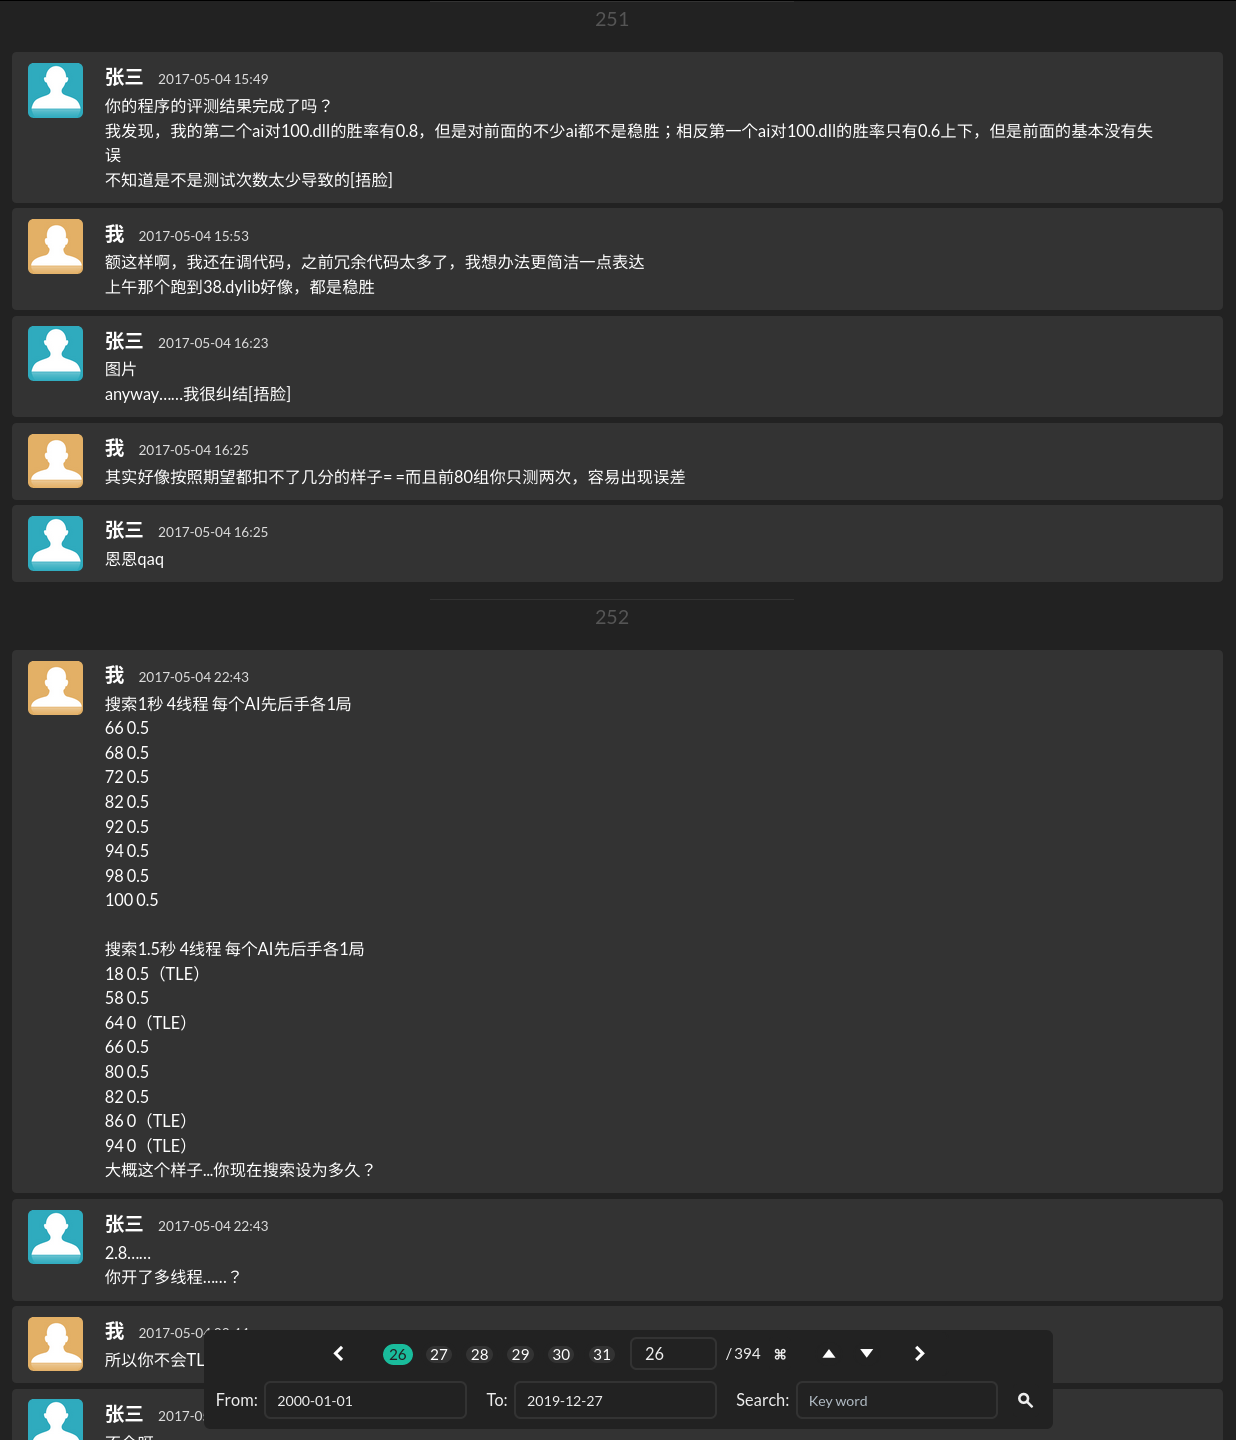 251
张三 2017-05-04 15:49
你的程序的评测结果完成了吗？
我发现，我的第二个ai对100.dll的胜率有0.8，但是对前面的不少ai都不是稳胜；相反第一个ai对100.dll的胜率只有0.6上下，但是前面的基本没有失
误
不知道是不是测试次数太少导致的[捂脸]
我 2017-05-04 15:53
额这样啊，我还在调代码，之前冗余代码太多了，我想办法更简洁一点表达
上午那个跑到38.dylib好像，都是稳胜
张三 2017-05-04 16:23
图片
anyway……我很纠结[捂脸]
我 2017-05-04 16:25
其实好像按照期望都扣不了几分的样子= =而且前80组你只测两次，容易出现误差
张三 2017-05-04 16:25
恩恩qaq
252
我 2017-05-04 22:43
搜索1秒 4线程 每个AI先后手各1局
66 0.5
68 0.5
72 0.5
82 0.5
92 0.5
94 0.5
98 0.5
100 0.5
搜索1.5秒 4线程 每个AI先后手各1局
18 0.5（TLE）
58 0.5
64 0（TLE）
66 0.5
80 0.5
82 0.5
86 0（TLE）
94 0（TLE）
大概这个样子...你现在搜索设为多久？
张三 2017-05-04 22:43
2.8……
你开了多线程……？
我 2017-05-04
所以你不会TL
张三 2017-0
26 27 28 29 30 31 26 / 394 ⌘
From: 2000-01-01 To: 2019-12-27 Search: Key word